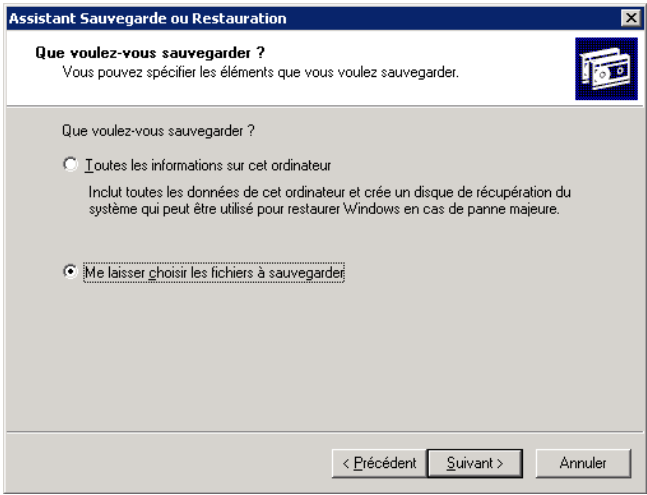 Assistant Sauvegarde ou Restauration
Que voulez-vous sauvegarder ?
Vous pouvez spécifier les éléments que vous voulez sauvegarder.
Que voulez-vous sauvegarder ?
Toutes les informations sur cet ordinateur
Inclut toutes les données de cet ordinateur et crée un disque de récupération du
système qui peut être utilisé pour restaurer Windows en cas de panne majeure.
Me laisser choisir les fichiers à sauvegarder
< Précédent Suivant > Annuler